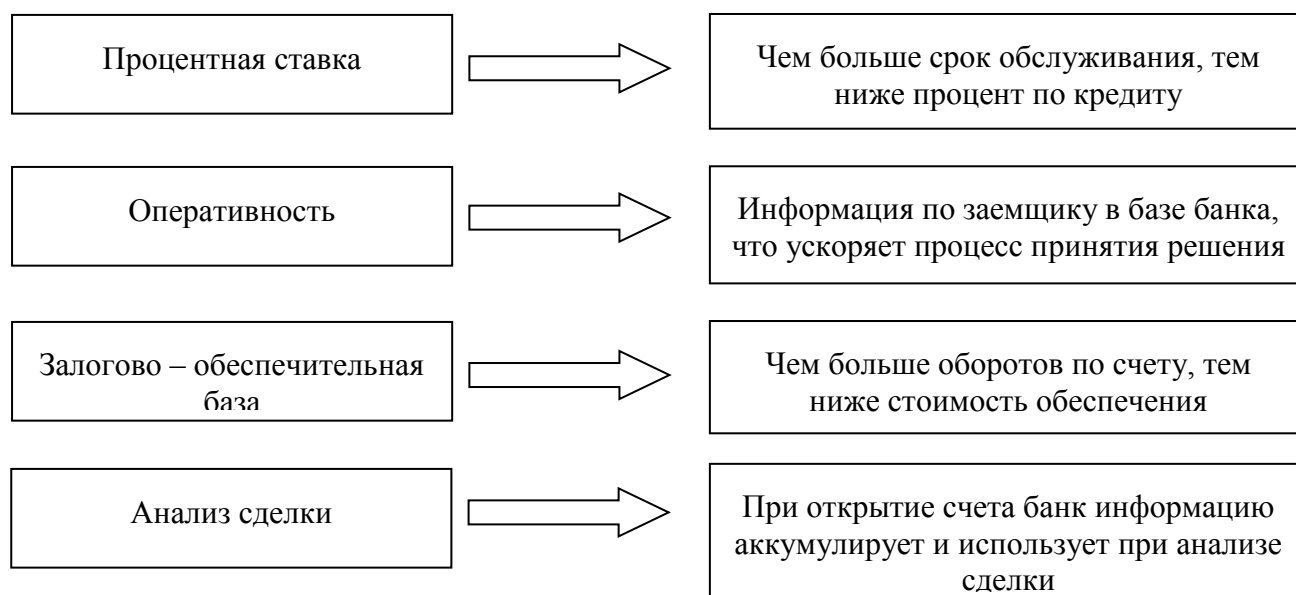 Процентная ставка
Чем больше срок обслуживания, тем
ниже процент по кредиту
Оперативность
Информация по заемщику в базе банка,
что ускоряет процесс принятия решения
Залогово – обеспечительная
база
Чем больше оборотов по счету, тем
ниже стоимость обеспечения
Анализ сделки
При открытие счета банк информацию
аккумулирует и использует при анализе
сделки